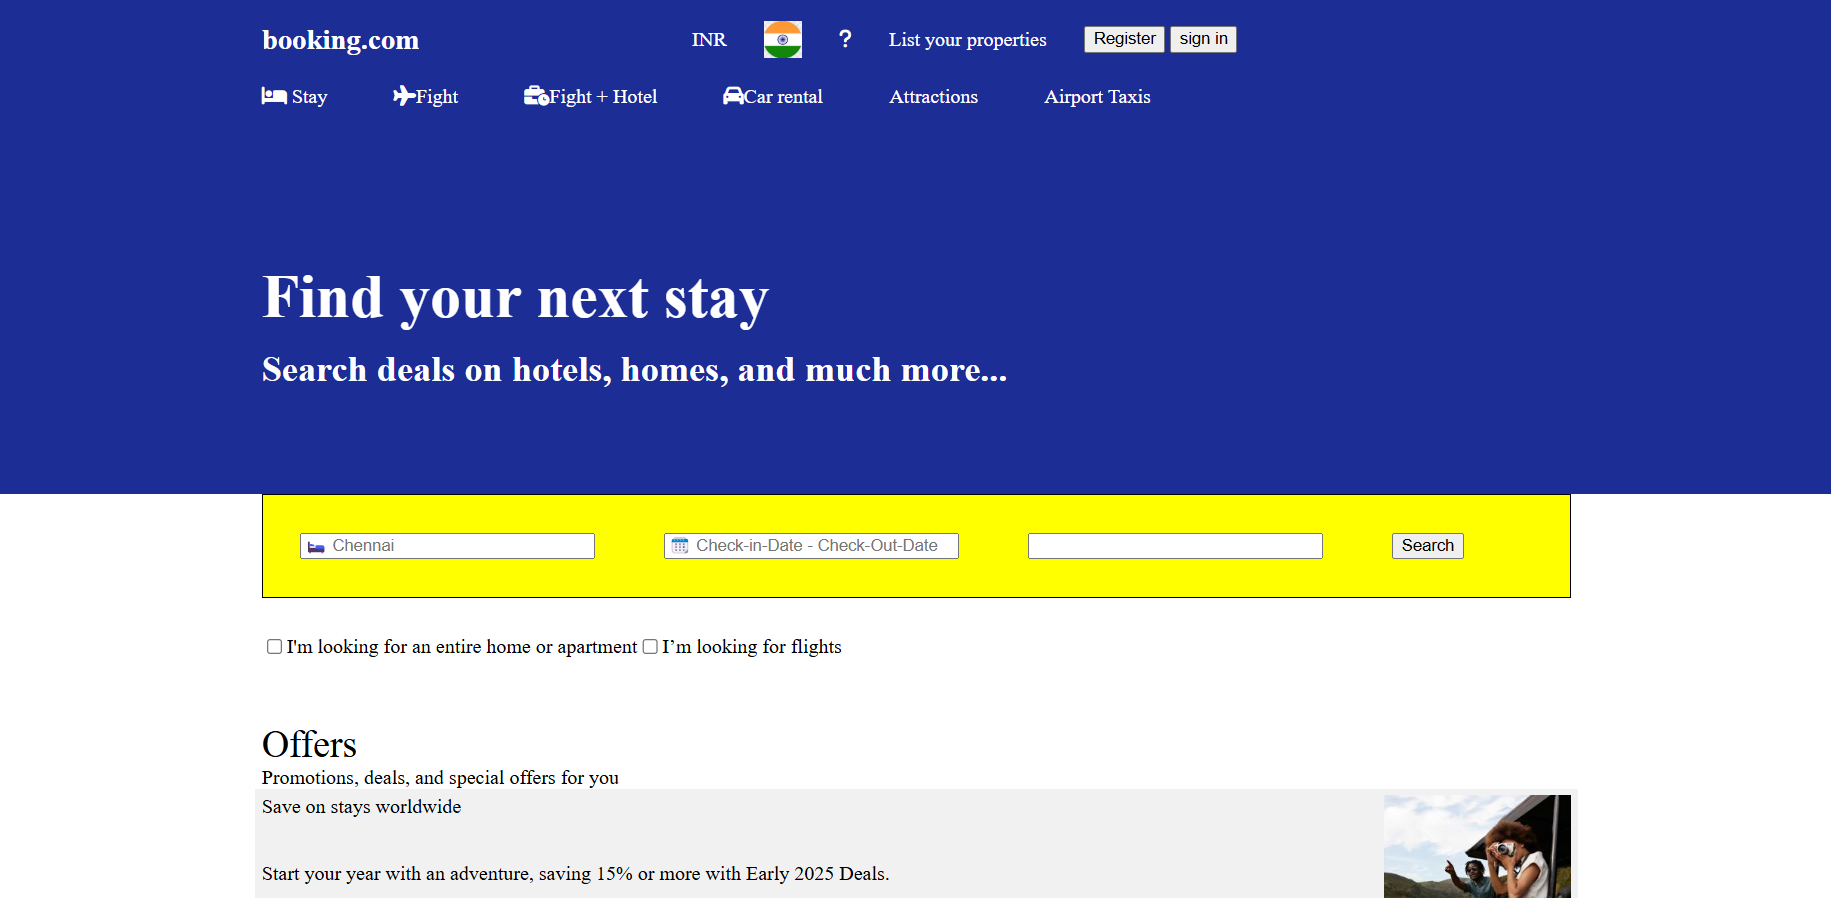 booking.com INR ? List your properties Register sign in
Stay Fight Fight + Hotel Car rental Attractions Airport Taxis
Find your next stay
Search deals on hotels, homes, and much more...
Chennai Check-in-Date - Check-Out-Date Search
I'm looking for an entire home or apartment I’m looking for flights
Offers
Promotions, deals, and special offers for you
Save on stays worldwide
Start your year with an adventure, saving 15% or more with Early 2025 Deals.